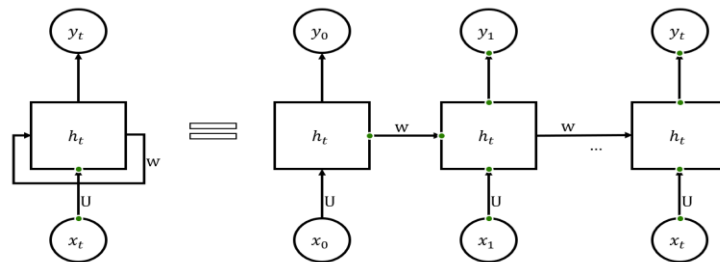 y_t y_0 y_1 y_t
h_t h_t w h_t w h_t
w ...
U U U U
x_t x_0 x_1 x_t